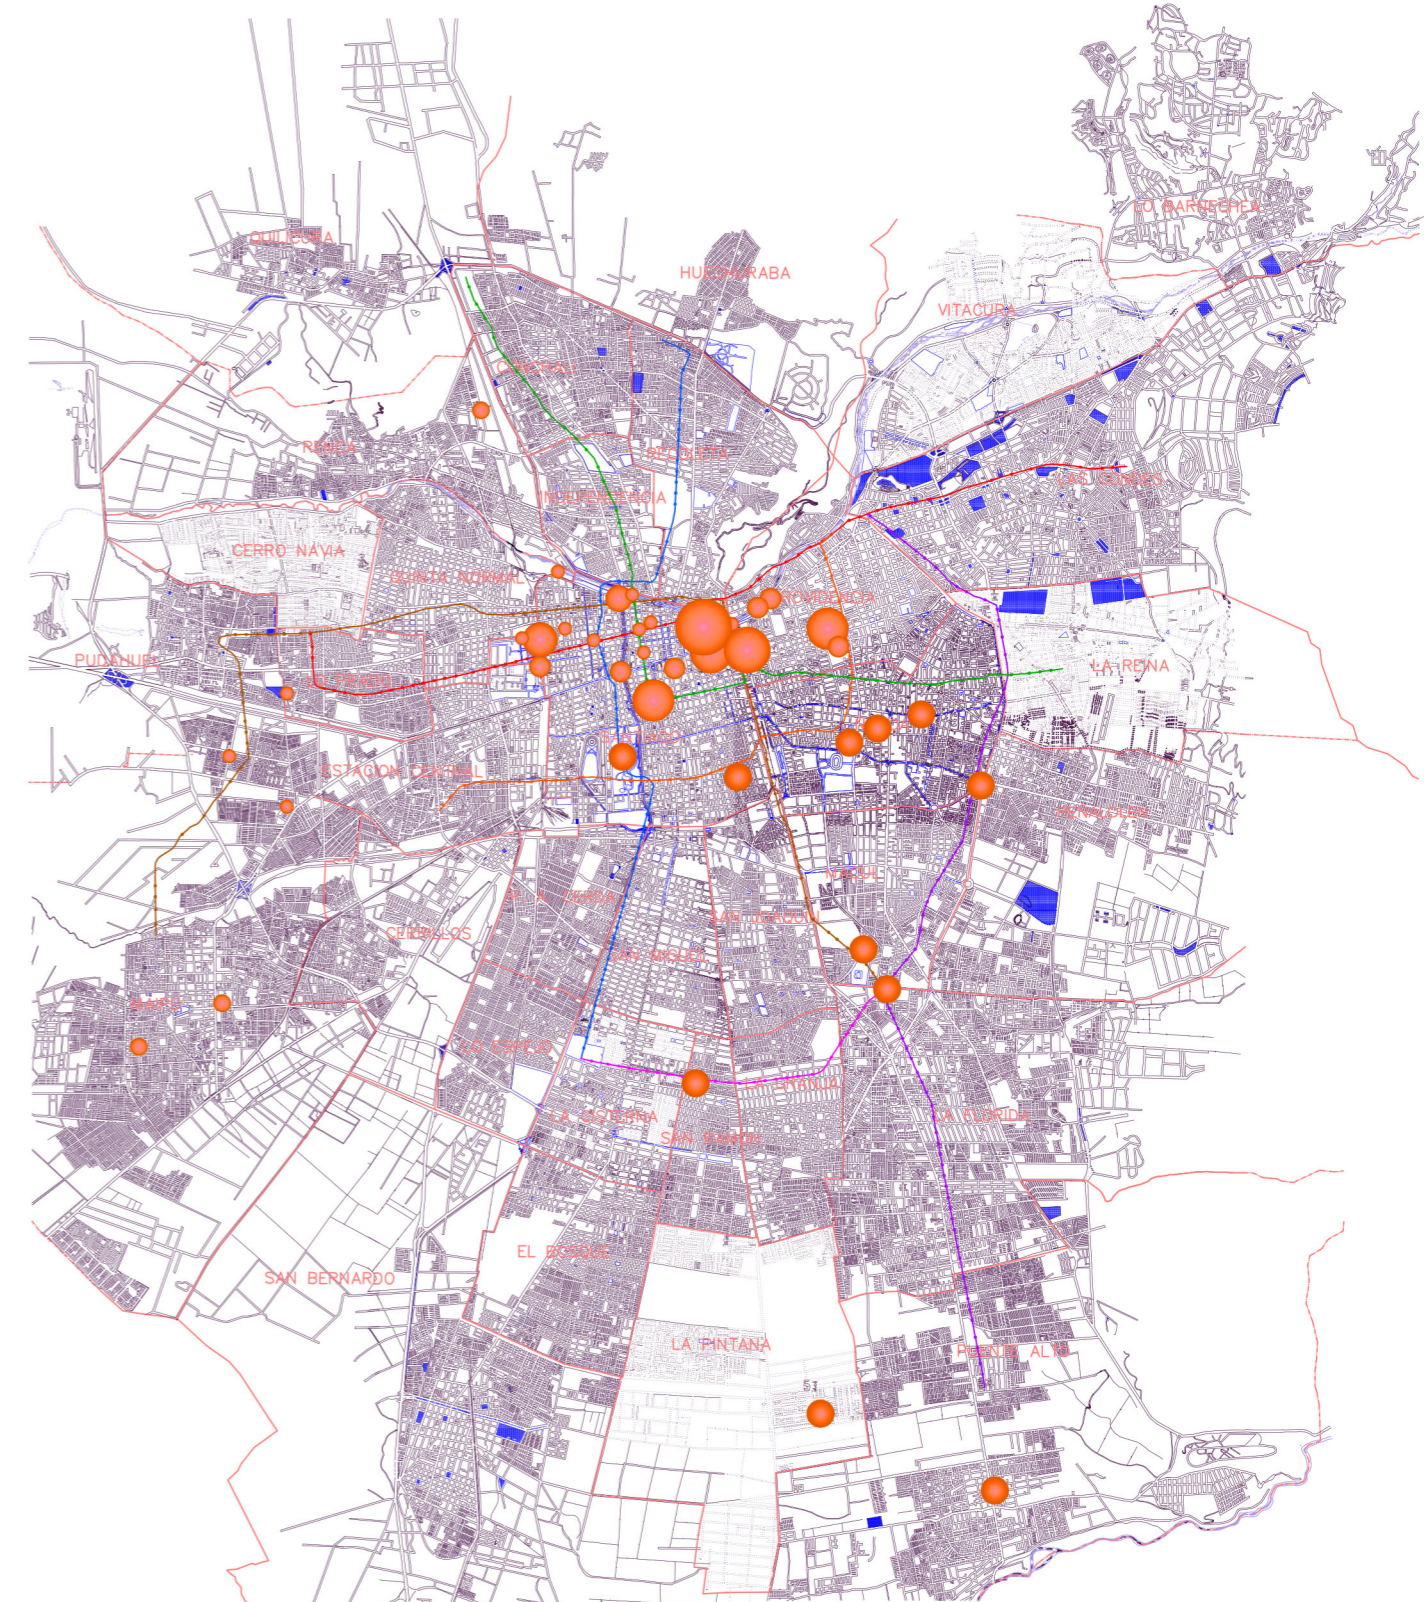 LO BARNECHEA
QUILICURA
HUECHURABA
VITACURA
CONCHALI
RENCA
RECOLETA
LAS CONDES
INDEPENDENCIA
CERRO NAVIA
QUINTA NORMAL
PROVIDENCIA
PUDAHUEL
LO PRADO
LA REINA
SANTIAGO
ESTACION CENTRAL
PEÑALOLEN
MACUL
P. A. CERDA
SAN JOAQUIN
CERRILLOS
SAN MIGUEL
MAIPU
LO ESPEJO
GRANJA
LA CISTERNA
LA FLORIDA
SAN RAMON
EL BOSQUE
SAN BERNARDO
LA PINTANA
PUENTE ALTO